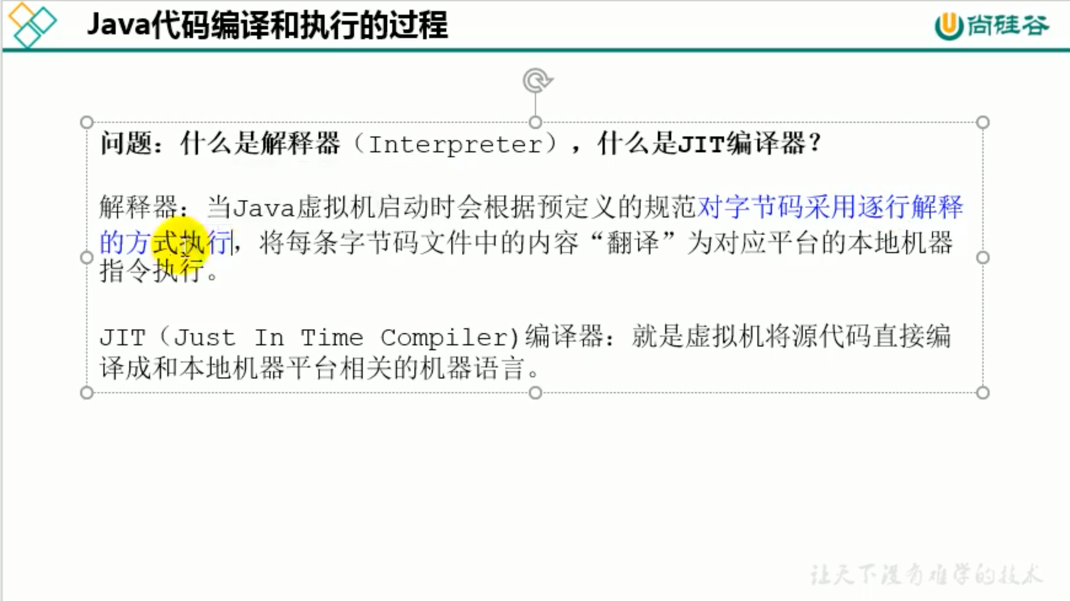 Java代码编译和执行的过程
尚硅谷
问题：什么是解释器（Interpreter），什么是JIT编译器？
解释器：当Java虚拟机启动时会根据预定义的规范对字节码采用逐行解释
的方式执行，将每条字节码文件中的内容“翻译”为对应平台的本地机器
指令执行。
JIT（Just In Time Compiler)编译器：就是虚拟机将源代码直接编
译成和本地机器平台相关的机器语言。
让天下没有难学的技术